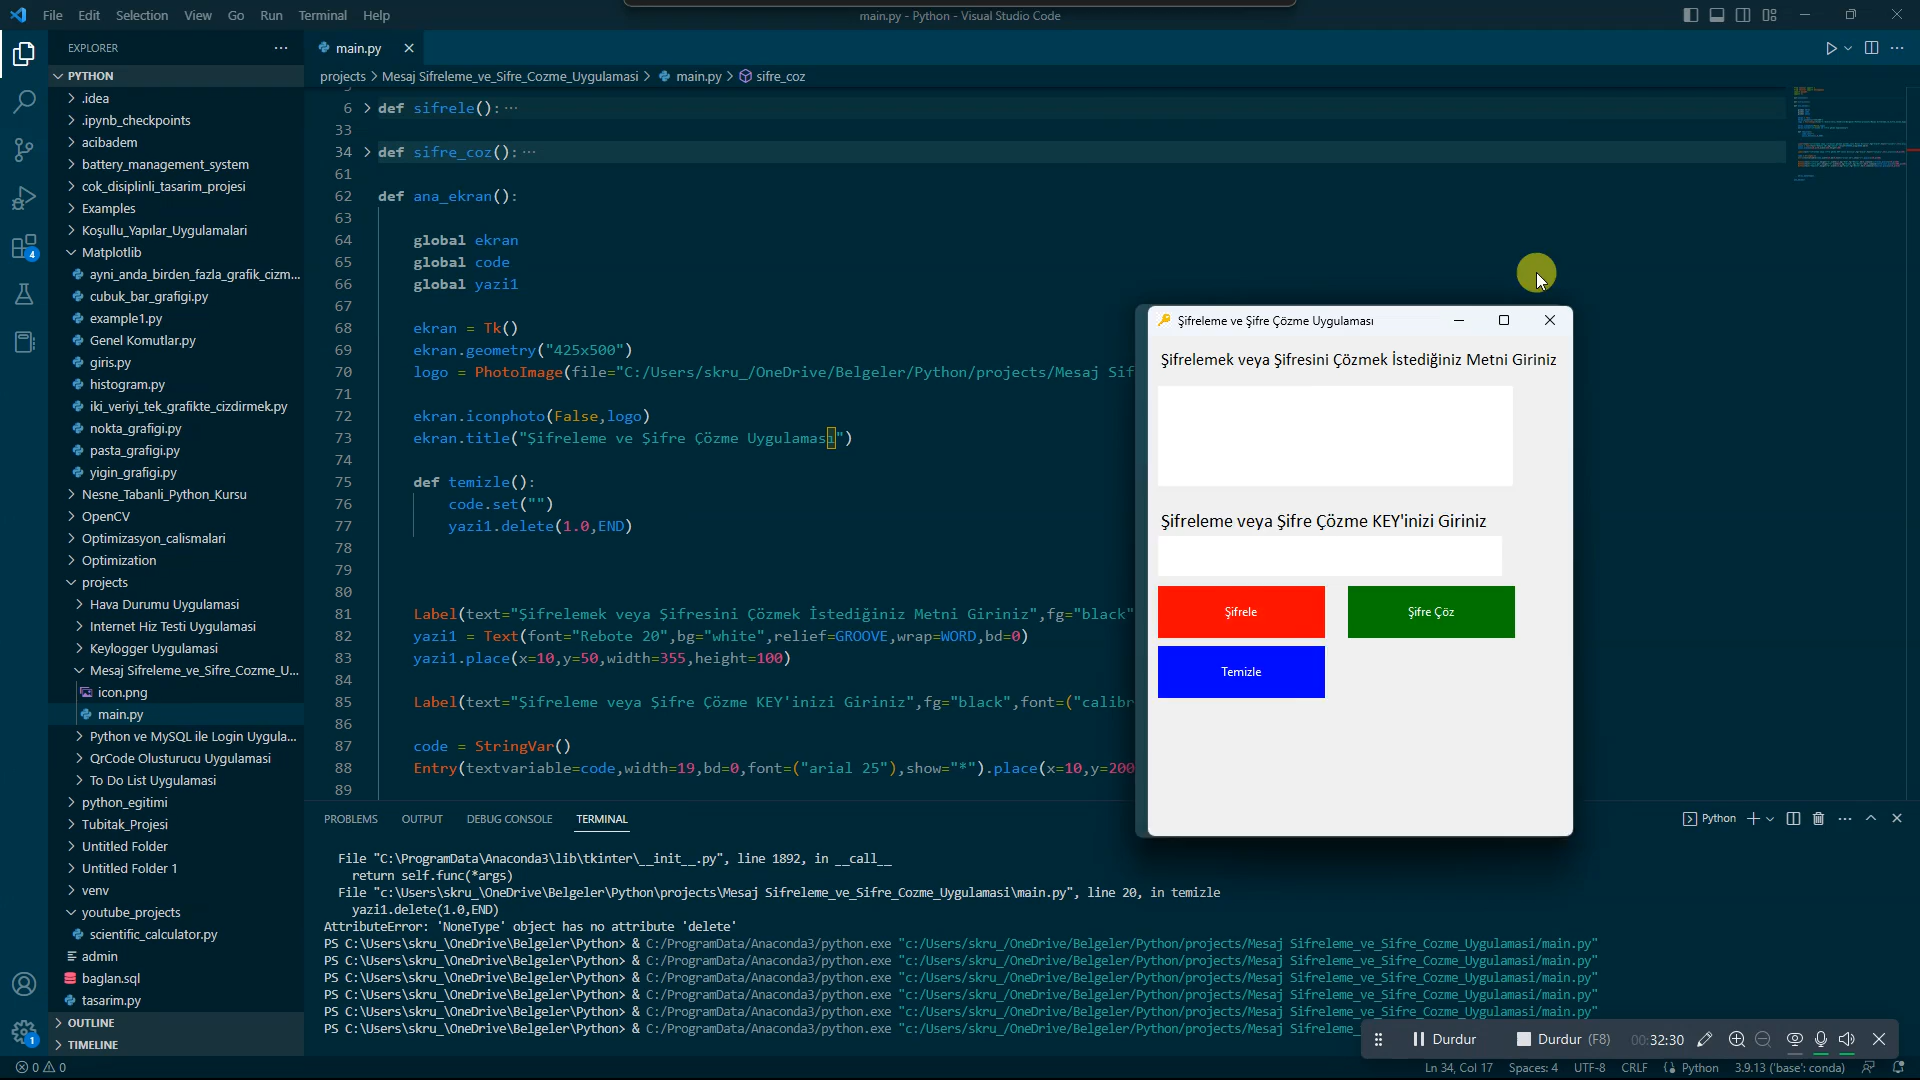 File Edit Selection View Go Run Terminal Help
main.py - Python - Visual Studio Code
EXPLORER
PYTHON
.idea
.ipynb_checkpoints
acibadem
battery_management_system
cok_disiplinli_tasarim_projesi
Examples
Koşullu_Yapılar_Uygulamalari
Matplotlib
ayni_anda_birden_fazla_grafik_cizm...
cubuk_bar_grafigi.py
example1.py
Genel Komutlar.py
giris.py
histogram.py
iki_veriyi_tek_grafikte_cizdirmek.py
nokta_grafigi.py
pasta_grafigi.py
yigin_grafigi.py
Nesne_Tabanli_Python_Kursu
OpenCV
Optimizasyon_calismalari
Optimization
projects
Hava Durumu Uygulamasi
Internet Hiz Testi Uygulamasi
Keylogger Uygulamasi
Mesaj Sifreleme_ve_Sifre_Cozme_U...
icon.png
main.py
Python ve MySQL ile Login Uygula...
QrCode Olusturucu Uygulamasi
To Do List Uygulamasi
python_egitimi
Tubitak_Projesi
Untitled Folder
Untitled Folder 1
venv
youtube_projects
scientific_calculator.py
admin
baglan.sql
tasarim.py
OUTLINE
TIMELINE
4
1
main.py
projects > Mesaj Sifreleme_ve_Sifre_Cozme_Uygulamasi > main.py > sifre_coz
6 def sifrele(): ...
33
34 def sifre_coz(): ...
61
62 def ana_ekran():
63
64 global ekran
65 global code
66 global yazi1
67
68 ekran = Tk()
69 ekran.geometry("425x500")
70 logo = PhotoImage(file="C:/Users/skru_/OneDrive/Belgeler/Python/projects/Mesaj Sif
71
72 ekran.iconphoto(False,logo)
73 ekran.title("Şifreleme ve Şifre Çözme Uygulaması")
74
75 def temizle():
76 code.set("")
77 yazi1.delete(1.0,END)
78
79
80
81 Label(text="Şifrelemek veya Şifresini Çözmek İstediğiniz Metni Giriniz",fg="black"
82 yazi1 = Text(font="Rebote 20",bg="white",relief=GROOVE,wrap=WORD,bd=0)
83 yazi1.place(x=10,y=50,width=355,height=100)
84
85 Label(text="Şifreleme veya Şifre Çözme KEY'inizi Giriniz",fg="black",font=("calibr
86
87 code = StringVar()
88 Entry(textvariable=code,width=19,bd=0,font=("arial 25"),show="*").place(x=10,y=200
89
Şifreleme ve Şifre Çözme Uygulaması
Şifrelemek veya Şifresini Çözmek İstediğiniz Metni Giriniz
Şifreleme veya Şifre Çözme KEY'inizi Giriniz
Şifrele Şifre Çöz
Temizle
PROBLEMS OUTPUT DEBUG CONSOLE TERMINAL
Python
File "C:\ProgramData\Anaconda3\lib\tkinter\__init__.py", line 1892, in __call__
return self.func(*args)
File "c:\Users\skru_\OneDrive\Belgeler\Python\projects\Mesaj Sifreleme_ve_Sifre_Cozme_Uygulamasi\main.py", line 20, in temizle
yazi1.delete(1.0,END)
AttributeError: 'NoneType' object has no attribute 'delete'
PS C:\Users\skru_\OneDrive\Belgeler\Python> & C:/ProgramData/Anaconda3/python.exe "c:/Users/skru_/OneDrive/Belgeler/Python/projects/Mesaj Sifreleme_ve_Sifre_Cozme_Uygulamasi/main.py"
PS C:\Users\skru_\OneDrive\Belgeler\Python> & C:/ProgramData/Anaconda3/python.exe "c:/Users/skru_/OneDrive/Belgeler/Python/projects/Mesaj Sifreleme_ve_Sifre_Cozme_Uygulamasi/main.py"
PS C:\Users\skru_\OneDrive\Belgeler\Python> & C:/ProgramData/Anaconda3/python.exe "c:/Users/skru_/OneDrive/Belgeler/Python/projects/Mesaj Sifreleme_ve_Sifre_Cozme_Uygulamasi/main.py"
PS C:\Users\skru_\OneDrive\Belgeler\Python> & C:/ProgramData/Anaconda3/python.exe "c:/Users/skru_/OneDrive/Belgeler/Python/projects/Mesaj Sifreleme_ve_Sifre_Cozme_Uygulamasi/main.py"
PS C:\Users\skru_\OneDrive\Belgeler\Python> & C:/ProgramData/Anaconda3/python.exe "c:/Users/skru_/OneDrive/Belgeler/Python/projects/Mesaj Sifreleme_ve_Sifre_Cozme_Uygulamasi/main.py"
PS C:\Users\skru_\OneDrive\Belgeler\Python> & C:/ProgramData/Anaconda3/python.exe "c:/Users/skru_/OneDrive/Belgeler/Python/projects/Mesaj Sifreleme_
Durdur Durdur (F8) 00:32:30
0 0
Ln 34, Col 17 Spaces: 4 UTF-8 CRLF Python 3.9.13 ('base': conda)